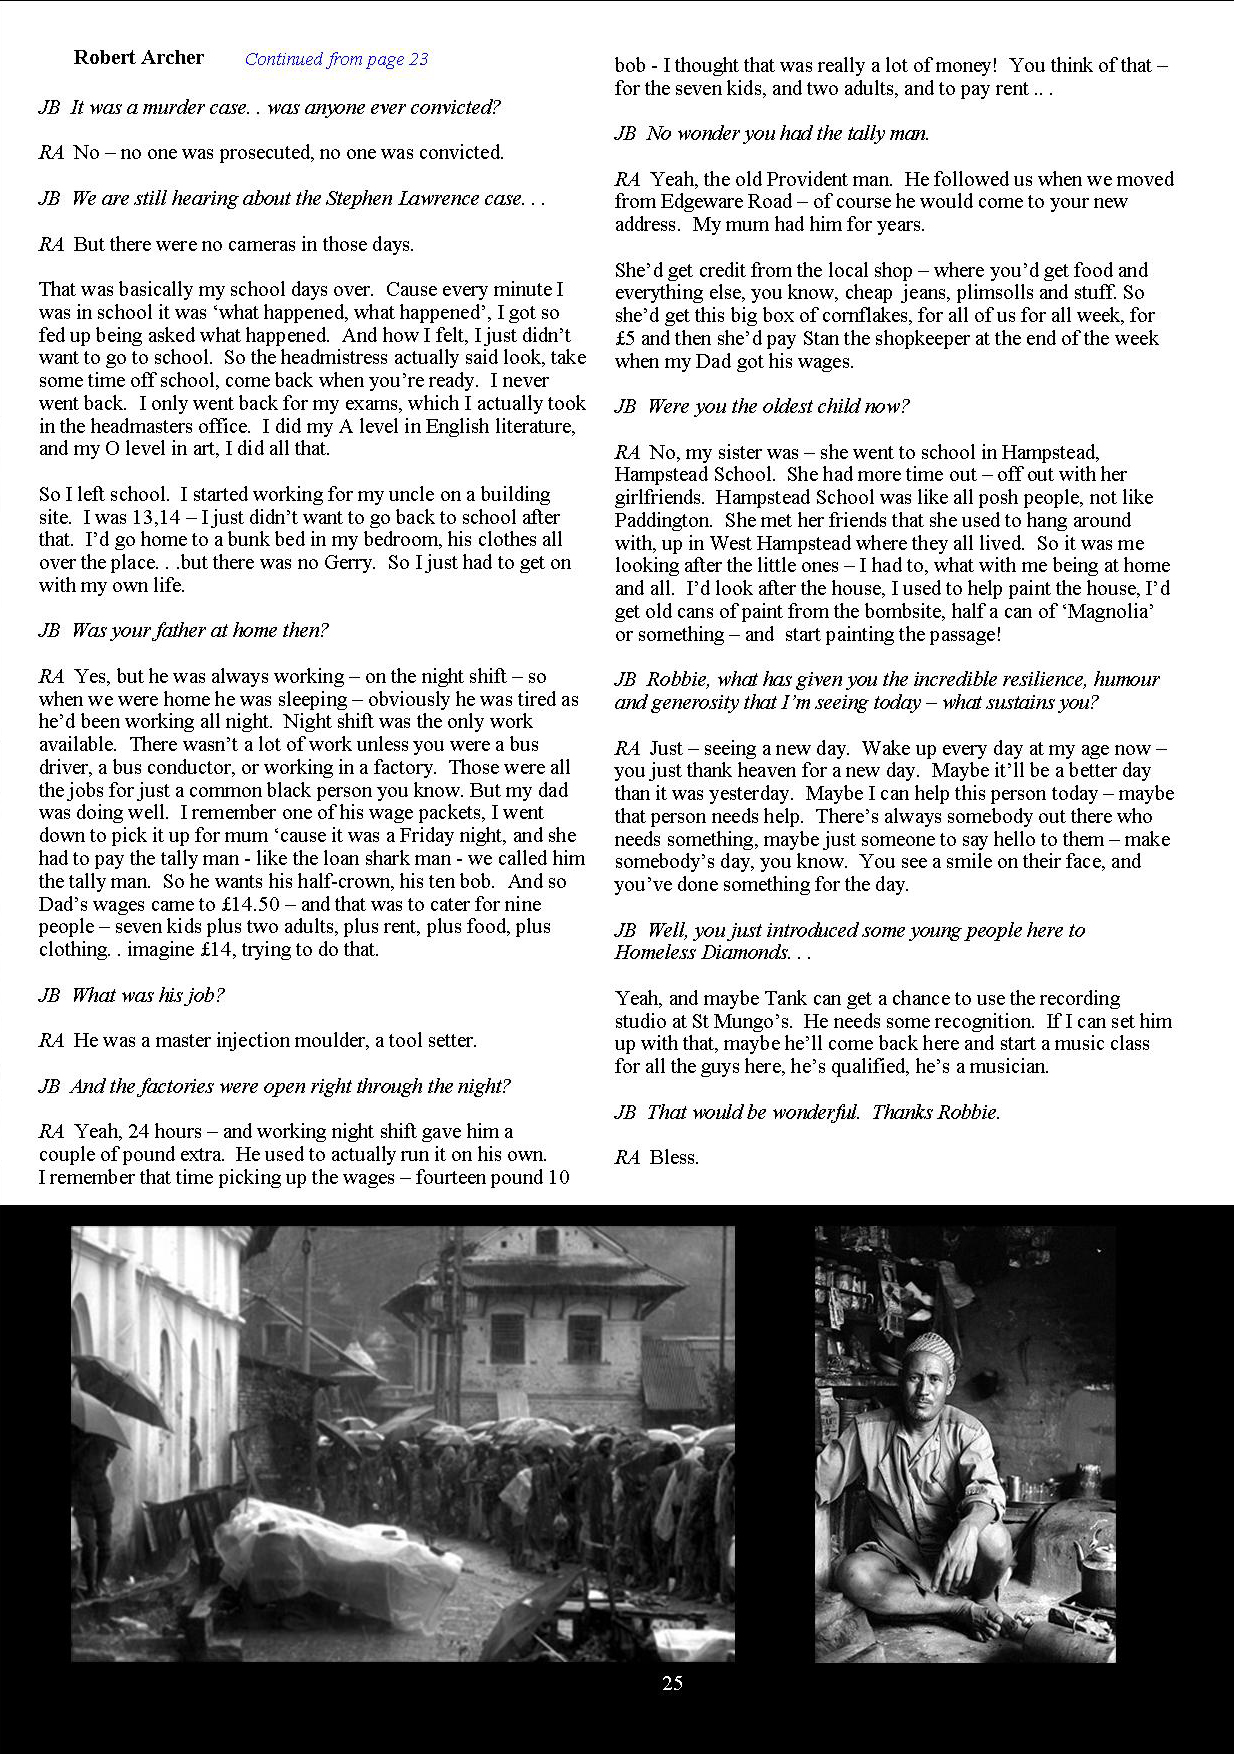 Robert Archer Continued from page 23
JB It was a murder case. . was anyone ever convicted?
RA No – no one was prosecuted, no one was convicted.
JB We are still hearing about the Stephen Lawrence case. . .
RA But there were no cameras in those days.
That was basically my school days over. Cause every minute I
was in school it was ‘what happened, what happened’, I got so
fed up being asked what happened. And how I felt, I just didn’t
want to go to school. So the headmistress actually said look, take
some time off school, come back when you’re ready. I never
went back. I only went back for my exams, which I actually took
in the headmasters office. I did my A level in English literature,
and my O level in art, I did all that.
So I left school. I started working for my uncle on a building
site. I was 13,14 – I just didn’t want to go back to school after
that. I’d go home to a bunk bed in my bedroom, his clothes all
over the place. . .but there was no Gerry. So I just had to get on
with my own life.
JB Was your father at home then?
RA Yes, but he was always working – on the night shift – so
when we were home he was sleeping – obviously he was tired as
he’d been working all night. Night shift was the only work
available. There wasn’t a lot of work unless you were a bus
driver, a bus conductor, or working in a factory. Those were all
the jobs for just a common black person you know. But my dad
was doing well. I remember one of his wage packets, I went
down to pick it up for mum ‘cause it was a Friday night, and she
had to pay the tally man - like the loan shark man - we called him
the tally man. So he wants his half-crown, his ten bob. And so
Dad’s wages came to £14.50 – and that was to cater for nine
people – seven kids plus two adults, plus rent, plus food, plus
clothing. . imagine £14, trying to do that.
JB What was his job?
RA He was a master injection moulder, a tool setter.
JB And the factories were open right through the night?
RA Yeah, 24 hours – and working night shift gave him a
couple of pound extra. He used to actually run it on his own.
I remember that time picking up the wages – fourteen pound 10
bob - I thought that was really a lot of money! You think of that –
for the seven kids, and two adults, and to pay rent .. .
JB No wonder you had the tally man.
RA Yeah, the old Provident man. He followed us when we moved
from Edgeware Road – of course he would come to your new
address. My mum had him for years.
She’d get credit from the local shop – where you’d get food and
everything else, you know, cheap jeans, plimsolls and stuff. So
she’d get this big box of cornflakes, for all of us for all week, for
£5 and then she’d pay Stan the shopkeeper at the end of the week
when my Dad got his wages.
JB Were you the oldest child now?
RA No, my sister was – she went to school in Hampstead,
Hampstead School. She had more time out – off out with her
girlfriends. Hampstead School was like all posh people, not like
Paddington. She met her friends that she used to hang around
with, up in West Hampstead where they all lived. So it was me
looking after the little ones – I had to, what with me being at home
and all. I’d look after the house, I used to help paint the house, I’d
get old cans of paint from the bombsite, half a can of ‘Magnolia’
or something – and start painting the passage!
JB Robbie, what has given you the incredible resilience, humour
and generosity that I’m seeing today – what sustains you?
RA Just – seeing a new day. Wake up every day at my age now –
you just thank heaven for a new day. Maybe it’ll be a better day
than it was yesterday. Maybe I can help this person today – maybe
that person needs help. There’s always somebody out there who
needs something, maybe just someone to say hello to them – make
somebody’s day, you know. You see a smile on their face, and
you’ve done something for the day.
JB Well, you just introduced some young people here to
Homeless Diamonds. . .
Yeah, and maybe Tank can get a chance to use the recording
studio at St Mungo’s. He needs some recognition. If I can set him
up with that, maybe he’ll come back here and start a music class
for all the guys here, he’s qualified, he’s a musician.
JB That would be wonderful. Thanks Robbie.
RA Bless.
25